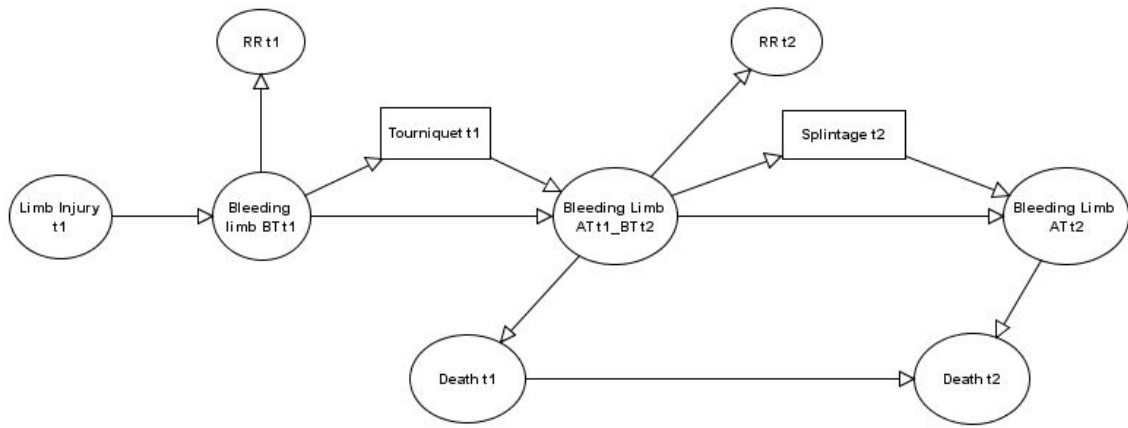 RR t1
RR t2
Tourniquet t1
Splintage t2
Limb Injury
t1
Bleeding
limb BTt1
Bleeding Limb
ATt1_BTt2
Bleeding Limb
ATt2
Death t1
Death t2